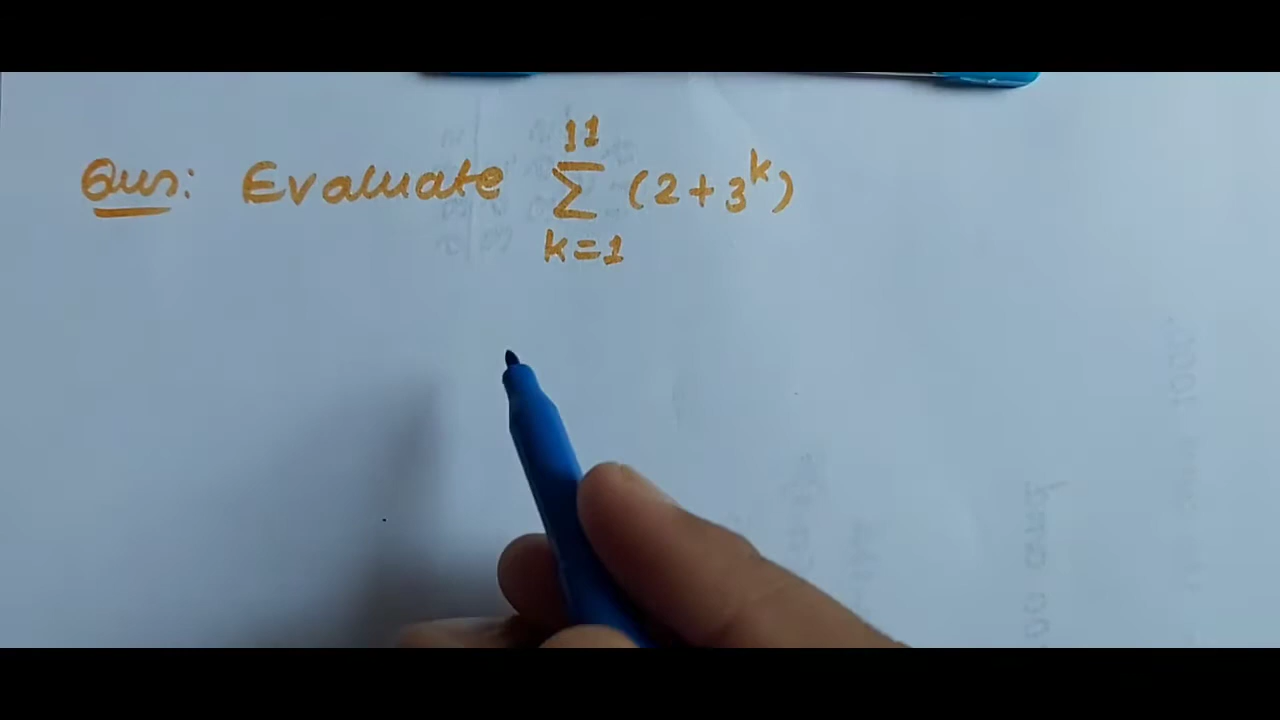 Qus: Evaluate 11 ∑ k=1 (2+3^k)